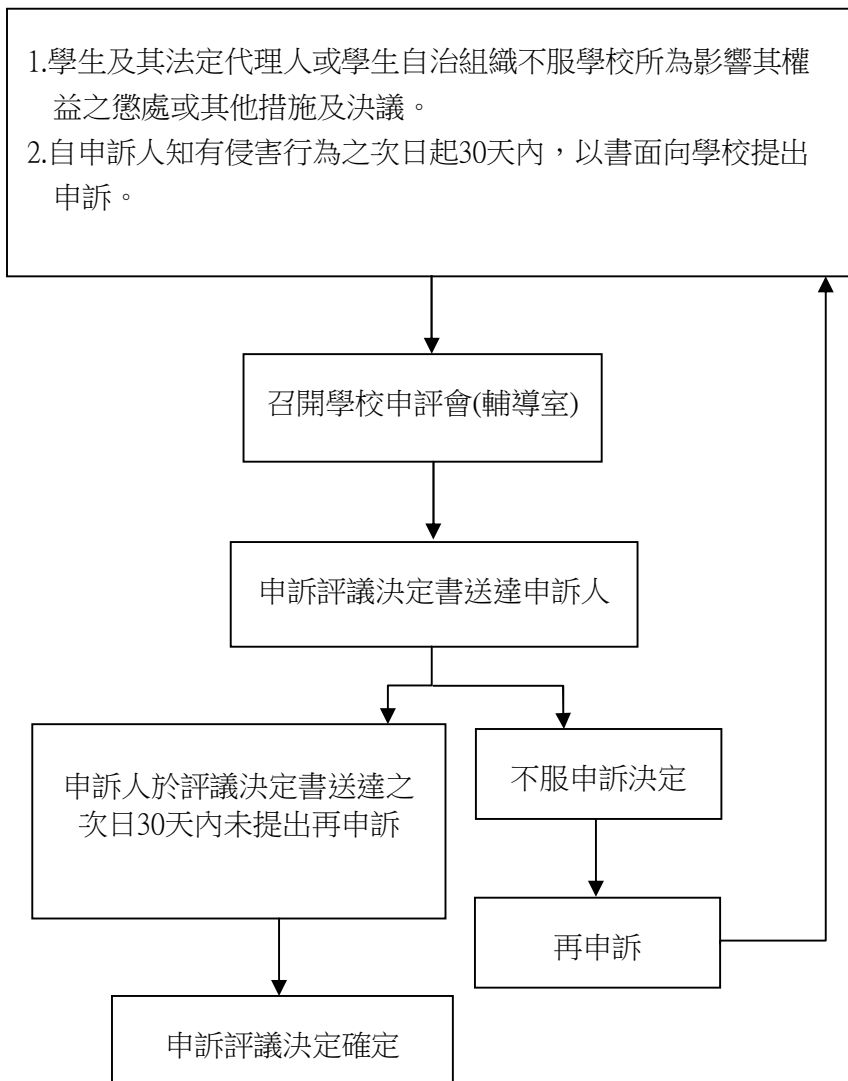 1.學生及其法定代理人或學生自治組織不服學校所為影響其權
益之懲處或其他措施及決議。
2.自申訴人知有侵害行為之次日起30天內，以書面向學校提出
申訴。
召開學校申評會(輔導室)
申訴評議決定書送達申訴人
申訴人於評議決定書送達之
次日30天內未提出再申訴
不服申訴決定
再申訴
申訴評議決定確定